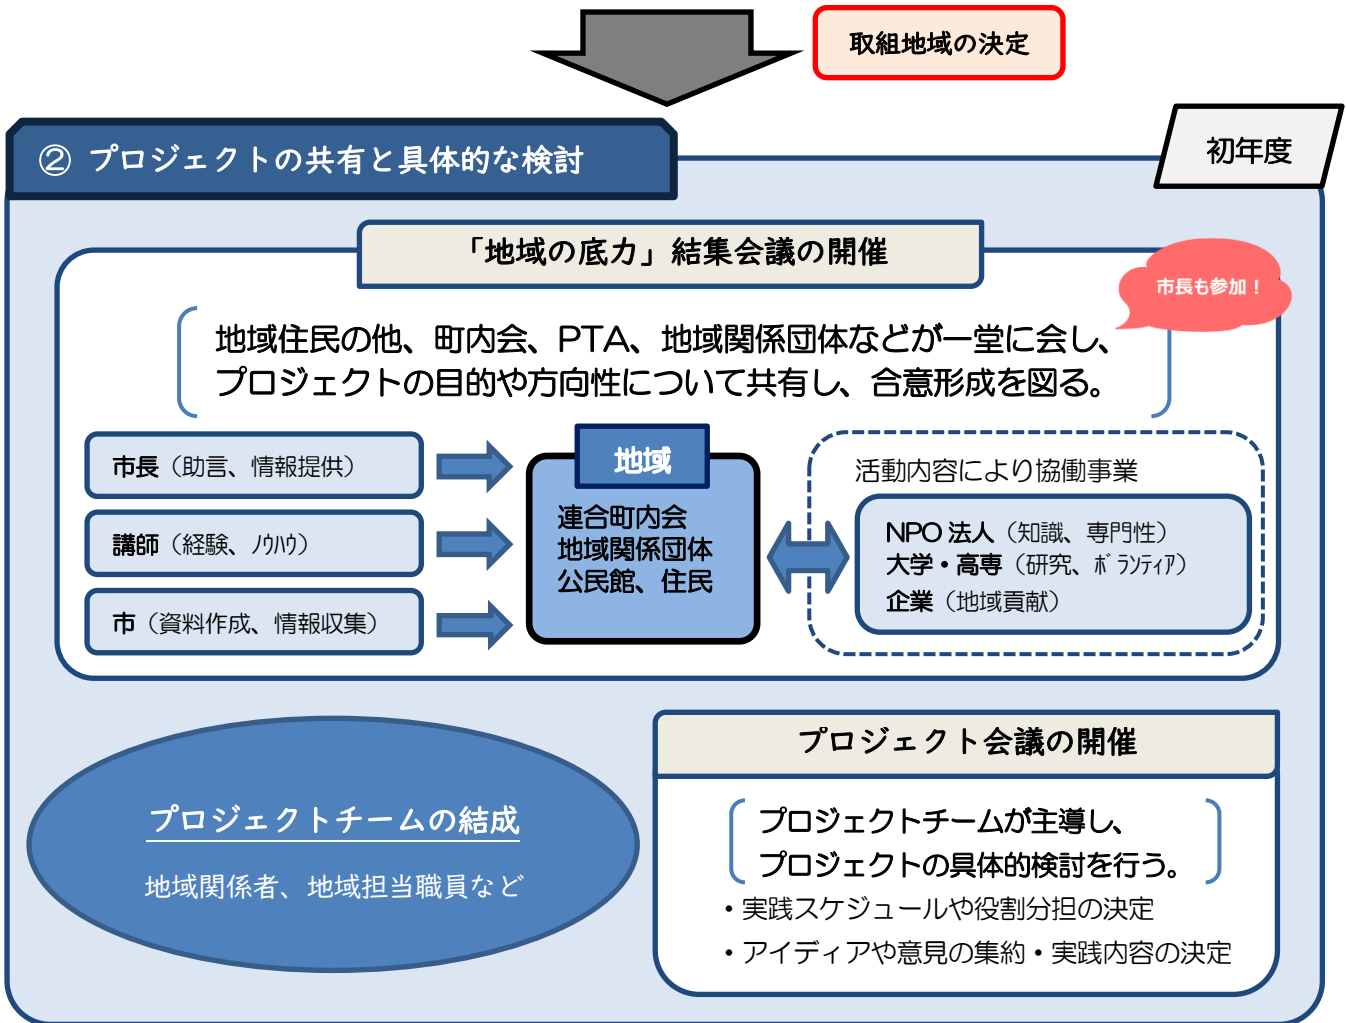 取組地域の決定
② プロジェクトの共有と具体的な検討
初年度
「地域の底力」結集会議の開催
市長も参加！
地域住民の他、町内会、PTA、地域関係団体などが一堂に会し、
プロジェクトの目的や方向性について共有し、合意形成を図る。
市長（助言、情報提供）
講師（経験、ﾉｳﾊｳ）
市（資料作成、情報収集）
地域
連合町内会
地域関係団体
公民館、住民
活動内容により協働事業
NPO 法人（知識、専門性）
大学・高専（研究、ﾎﾞﾗﾝﾃｨｱ）
企業（地域貢献）
プロジェクトチームの結成
地域関係者、地域担当職員など
プロジェクト会議の開催
プロジェクトチームが主導し、
プロジェクトの具体的検討を行う。
・実践スケジュールや役割分担の決定
・アイディアや意見の集約・実践内容の決定